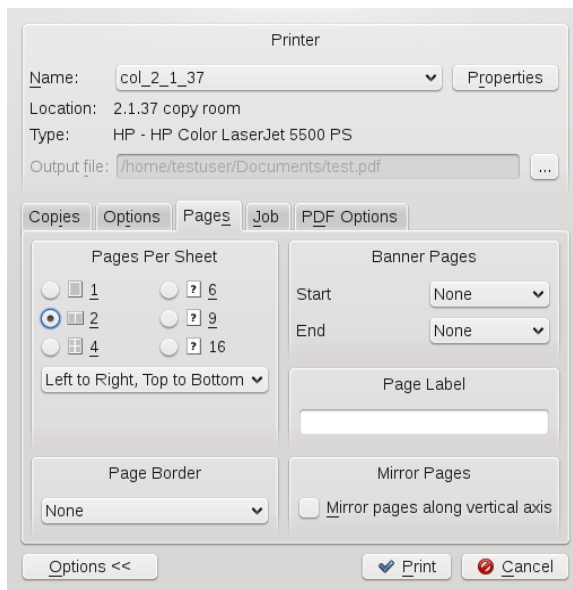 Printer
Name: col_2_1_37 Properties
Location: 2.1.37 copy room
Type: HP - HP Color LaserJet 5500 PS
Output file: /home/testuser/Documents/test.pdf ...
Copies Options Pages Job PDF Options
Pages Per Sheet
1 ? 6
2 ? 9
4 ? 16
Left to Right, Top to Bottom
Banner Pages
Start None
End None
Page Label
Page Border
None
Mirror Pages
Mirror pages along vertical axis
Options << Print Cancel